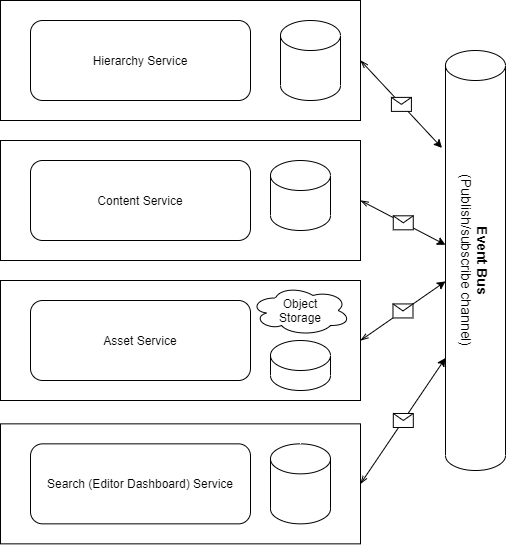 Hierarchy Service
Content Service
Object
Storage
Asset Service
Search (Editor Dashboard) Service
Event Bus
(Publish/subscribe channel)